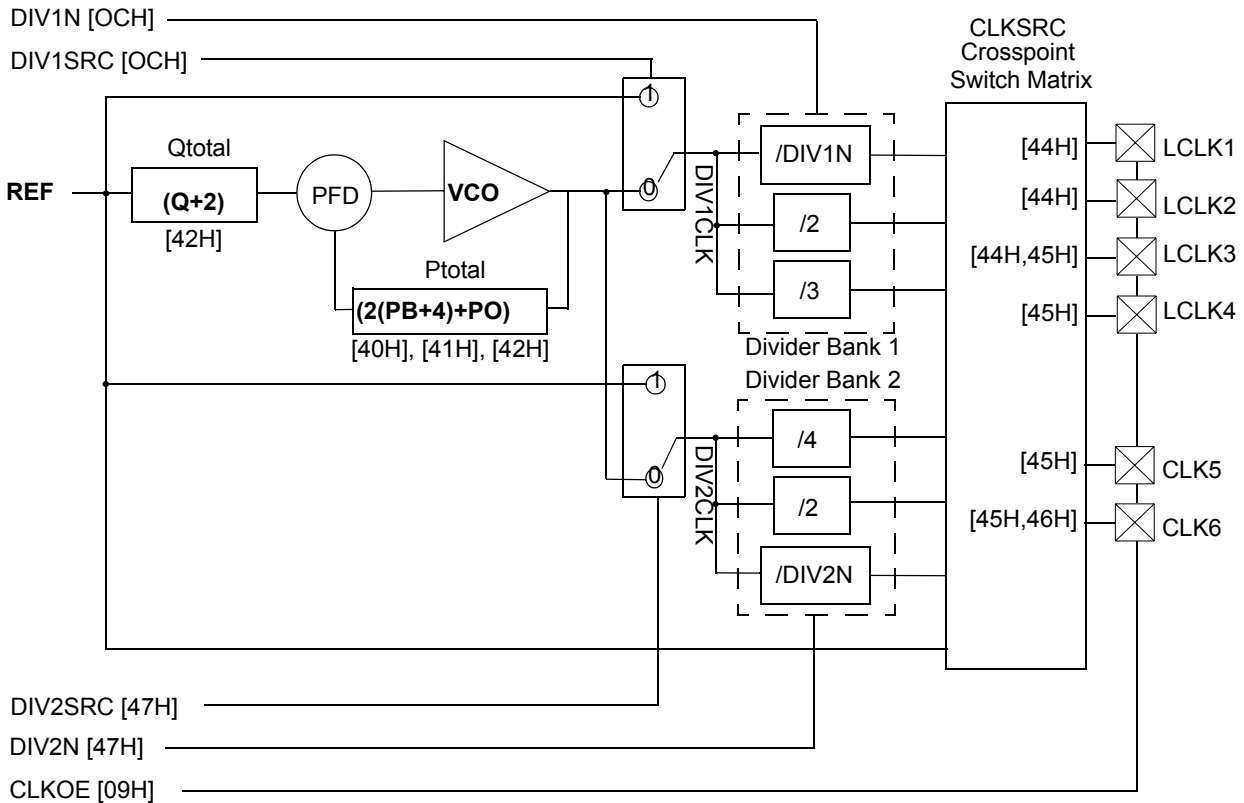 DIV1N [OCH]
DIV1SRC [OCH]
CLKSRC
Crosspoint
Switch Matrix
1
Qtotal
REF
(Q+2)
[42H]
PFD
VCO
0
DIV1CLK
/DIV1N
/2
/3
Ptotal
(2(PB+4)+PO)
[40H], [41H], [42H]
Divider Bank 1
Divider Bank 2
1
0
DIV2CLK
/4
/2
/DIV2N
[44H]
LCLK1
[44H]
LCLK2
[44H,45H]
LCLK3
[45H]
LCLK4
[45H]
CLK5
[45H,46H]
CLK6
DIV2SRC [47H]
DIV2N [47H]
CLKOE [09H]